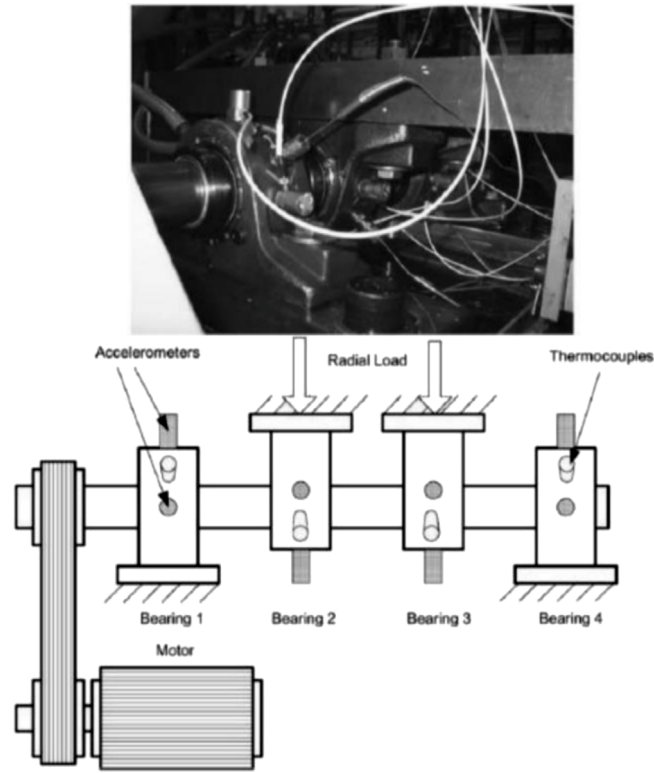 Accelerometers
Radial Load
Thermocouples
Bearing 1
Bearing 2
Bearing 3
Bearing 4
Motor